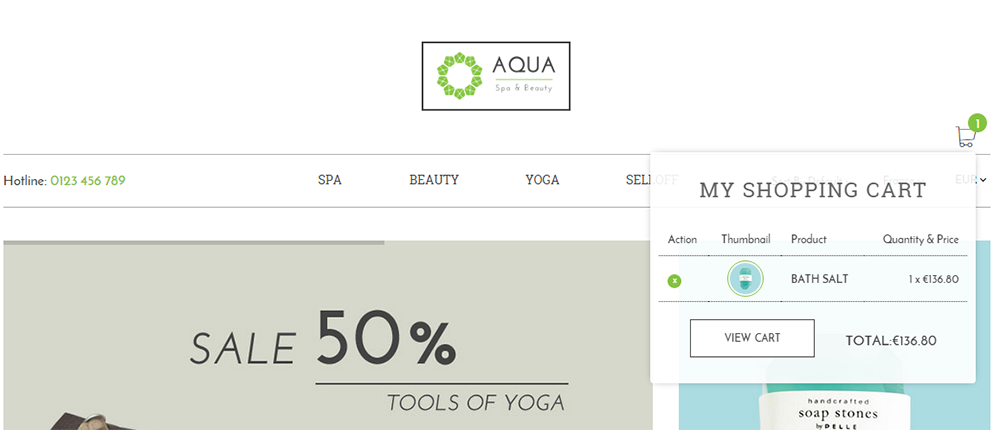 AQUA
Spa & Beauty
1
Hotline: 0123 456 789
SPA
BEAUTY
YOGA
SELLOFF
EUR
MY SHOPPING CART
Action
Thumbnail
Product
Quantity & Price
x
BATH SALT
1 x €136.80
VIEW CART
TOTAL:€136.80
SALE 50%
TOOLS OF YOGA
handcrafted
soap stones
by PELLE